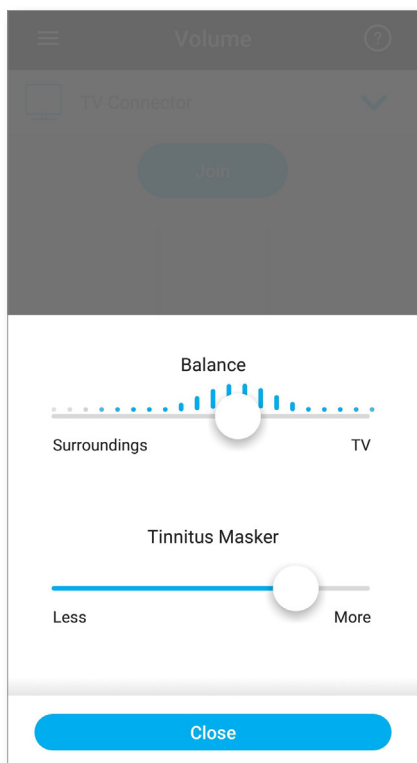 Volume
?
TV Connector
Join
Balance
Surroundings TV
Tinnitus Masker
Less More
Close